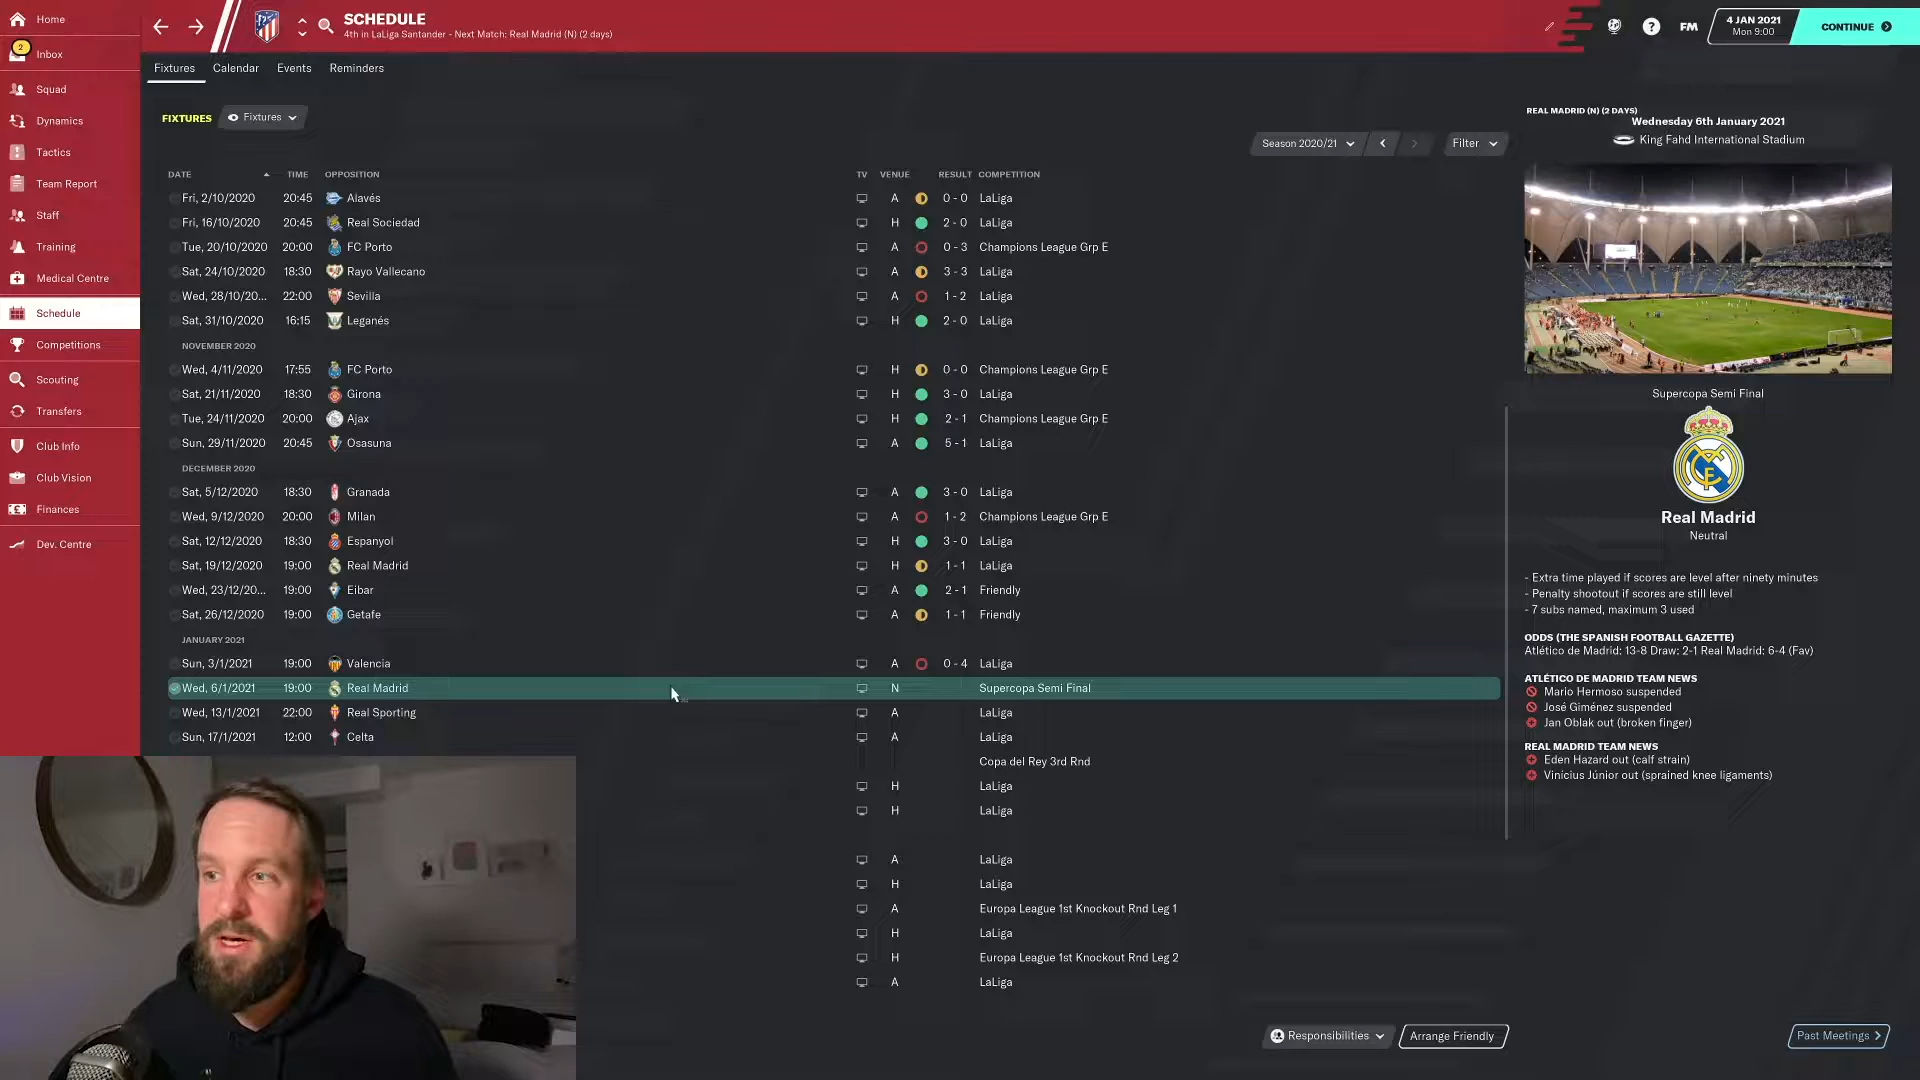 Home
2
Inbox
Squad
Dynamics
Tactics
Team Report
Staff
Training
Medical Centre
Schedule
Competitions
Scouting
Transfers
Club Info
Club Vision
Finances
Dev. Centre
SCHEDULE
4th in LaLiga Santander - Next Match: Real Madrid (N) (2 days)
? FM
4 JAN 2021
Mon 9:00
CONTINUE
Fixtures Calendar Events Reminders
FIXTURES Fixtures
Season 2020/21 Filter
DATE TIME OPPOSITION TV VENUE RESULT COMPETITION
Fri, 2/10/2020 20:45 Alavés A 0 - 0 LaLiga
Fri, 16/10/2020 20:45 Real Sociedad H 2 - 0 LaLiga
Tue, 20/10/2020 20:00 FC Porto A 0 - 3 Champions League Grp E
Sat, 24/10/2020 18:30 Rayo Vallecano A 3 - 3 LaLiga
Wed, 28/10/20... 22:00 Sevilla A 1 - 2 LaLiga
Sat, 31/10/2020 16:15 Leganés H 2 - 0 LaLiga
NOVEMBER 2020
Wed, 4/11/2020 17:55 FC Porto H 0 - 0 Champions League Grp E
Sat, 21/11/2020 18:30 Girona H 3 - 0 LaLiga
Tue, 24/11/2020 20:00 Ajax H 2 - 1 Champions League Grp E
Sun, 29/11/2020 20:45 Osasuna A 5 - 1 LaLiga
DECEMBER 2020
Sat, 5/12/2020 18:30 Granada A 3 - 0 LaLiga
Wed, 9/12/2020 20:00 Milan A 1 - 2 Champions League Grp E
Sat, 12/12/2020 18:30 Espanyol H 3 - 0 LaLiga
Sat, 19/12/2020 19:00 Real Madrid H 1 - 1 LaLiga
Wed, 23/12/20... 19:00 Eibar A 2 - 1 Friendly
Sat, 26/12/2020 19:00 Getafe A 1 - 1 Friendly
JANUARY 2021
Sun, 3/1/2021 19:00 Valencia A 0 - 4 LaLiga
Wed, 6/1/2021 19:00 Real Madrid N Supercopa Semi Final
Wed, 13/1/2021 22:00 Real Sporting A LaLiga
Sun, 17/1/2021 12:00 Celta A LaLiga
Copa del Rey 3rd Rnd
H LaLiga
H LaLiga
A LaLiga
H LaLiga
A Europa League 1st Knockout Rnd Leg 1
H LaLiga
H Europa League 1st Knockout Rnd Leg 2
A LaLiga
Responsibilities Arrange Friendly
REAL MADRID (N) (2 DAYS)
Wednesday 6th January 2021
King Fahd International Stadium
Supercopa Semi Final
Real Madrid
Neutral
- Extra time played if scores are level after ninety minutes
- Penalty shootout if scores are still level
- 7 subs named, maximum 3 used
ODDS (THE SPANISH FOOTBALL GAZETTE)
Atlético de Madrid: 13-8 Draw: 2-1 Real Madrid: 6-4 (Fav)
ATLÉTICO DE MADRID TEAM NEWS
Mario Hermoso suspended
José Giménez suspended
Jan Oblak out (broken finger)
REAL MADRID TEAM NEWS
Eden Hazard out (calf strain)
Vinícius Júnior out (sprained knee ligaments)
Past Meetings